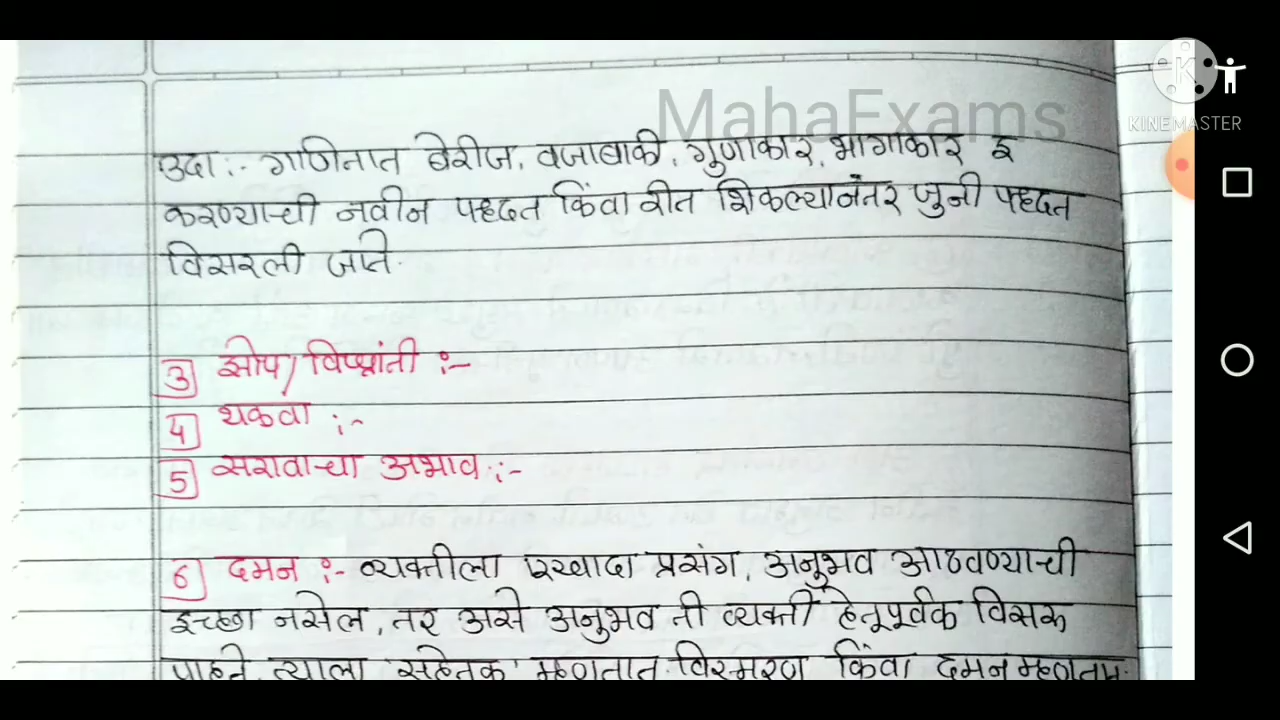 MahaExams
KINEMASTER
उदा:- गणितात बेरीज, वजाबाकी, गुणाकार, भागाकार इ
करण्याची नवीन पद्धत किंवा रीत शिकल्यानंतर जुनी पद्धत
विसरली जाते.
3 झोप/विश्रांती :-
4 थकवा :-
5 सरावाचा अभाव :-
6 दमन :- व्यक्तीला एखादा प्रसंग, अनुभव आठवण्याची
इच्छा नसेल, तर असे अनुभव ती व्यक्ती हेतूपूर्वक विसरू
पाहते, त्याला 'सहेतूक' म्हणतात. विस्मरण किंवा दमन म्हणतात.